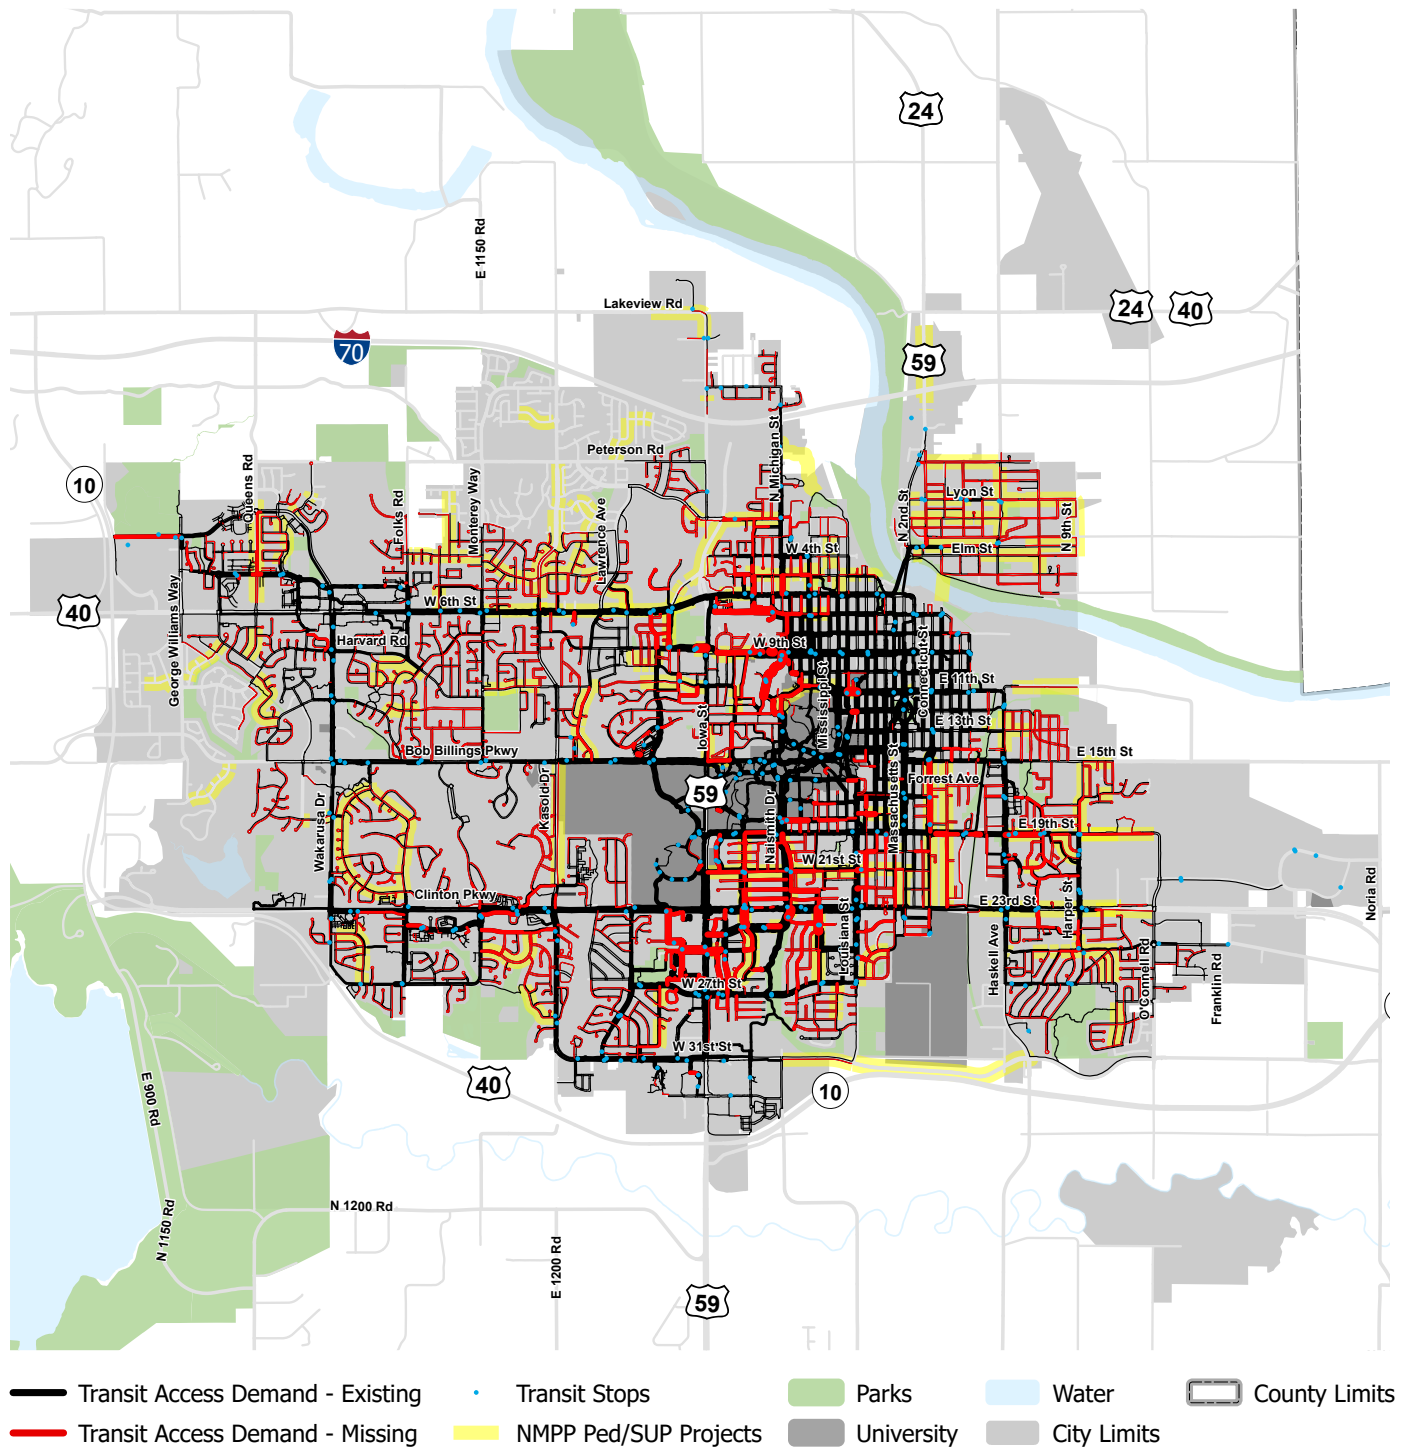 24
E 1150 Rd
Lakeview Rd
24
40
59
70
Peterson Rd
N Michigan St
10
Queens Rd
Folks Rd
Monterey Way
Lawrence Ave
N 2nd St
Lyon St
N 9th St
W 4th St
Elm St
40
George Williams Way
W 6th St
Harvard Rd
W 9th St
Mississippi St
Connecticut St
E 11th St
Iowa St
E 13th St
Bob Billings Pkwy
E 15th St
Massachusetts St
Forrest Ave
59
Kasold Dr
Naismith Dr
Wakarusa Dr
E 19th St
W 21st St
Clinton Pkwy
E 23rd St
Harper St
Noria Rd
Louisiana St
Haskell Ave
O'Connell Rd
Franklin Rd
W 27th St
W 31st St
40
10
E 900 Rd
N 1150 Rd
N 1200 Rd
E 1200 Rd
59
Transit Access Demand - Existing
Transit Stops
Parks
Water
County Limits
Transit Access Demand - Missing
NMPP Ped/SUP Projects
University
City Limits